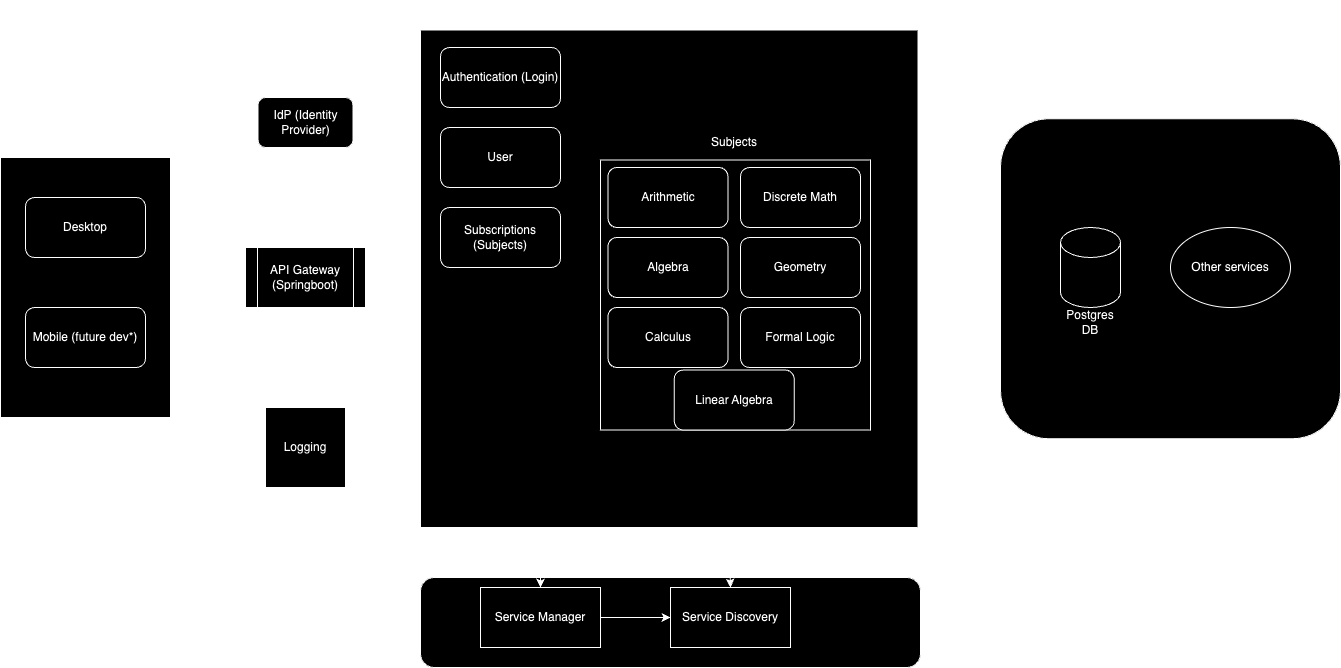 Desktop
Mobile (future dev*)
IdP (Identity
Provider)
API Gateway
(Springboot)
Logging
Authentication (Login)
User
Subscriptions
(Subjects)
Subjects
Arithmetic
Discrete Math
Algebra
Geometry
Calculus
Formal Logic
Linear Algebra
Postgres
DB
Other services
Service Manager
Service Discovery